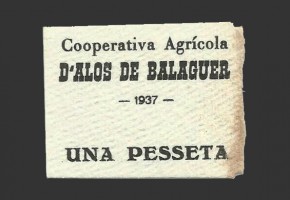 Cooperativa Agrícola
D'ALOS DE BALAGUER
— 1937 —
UNA PESSETA